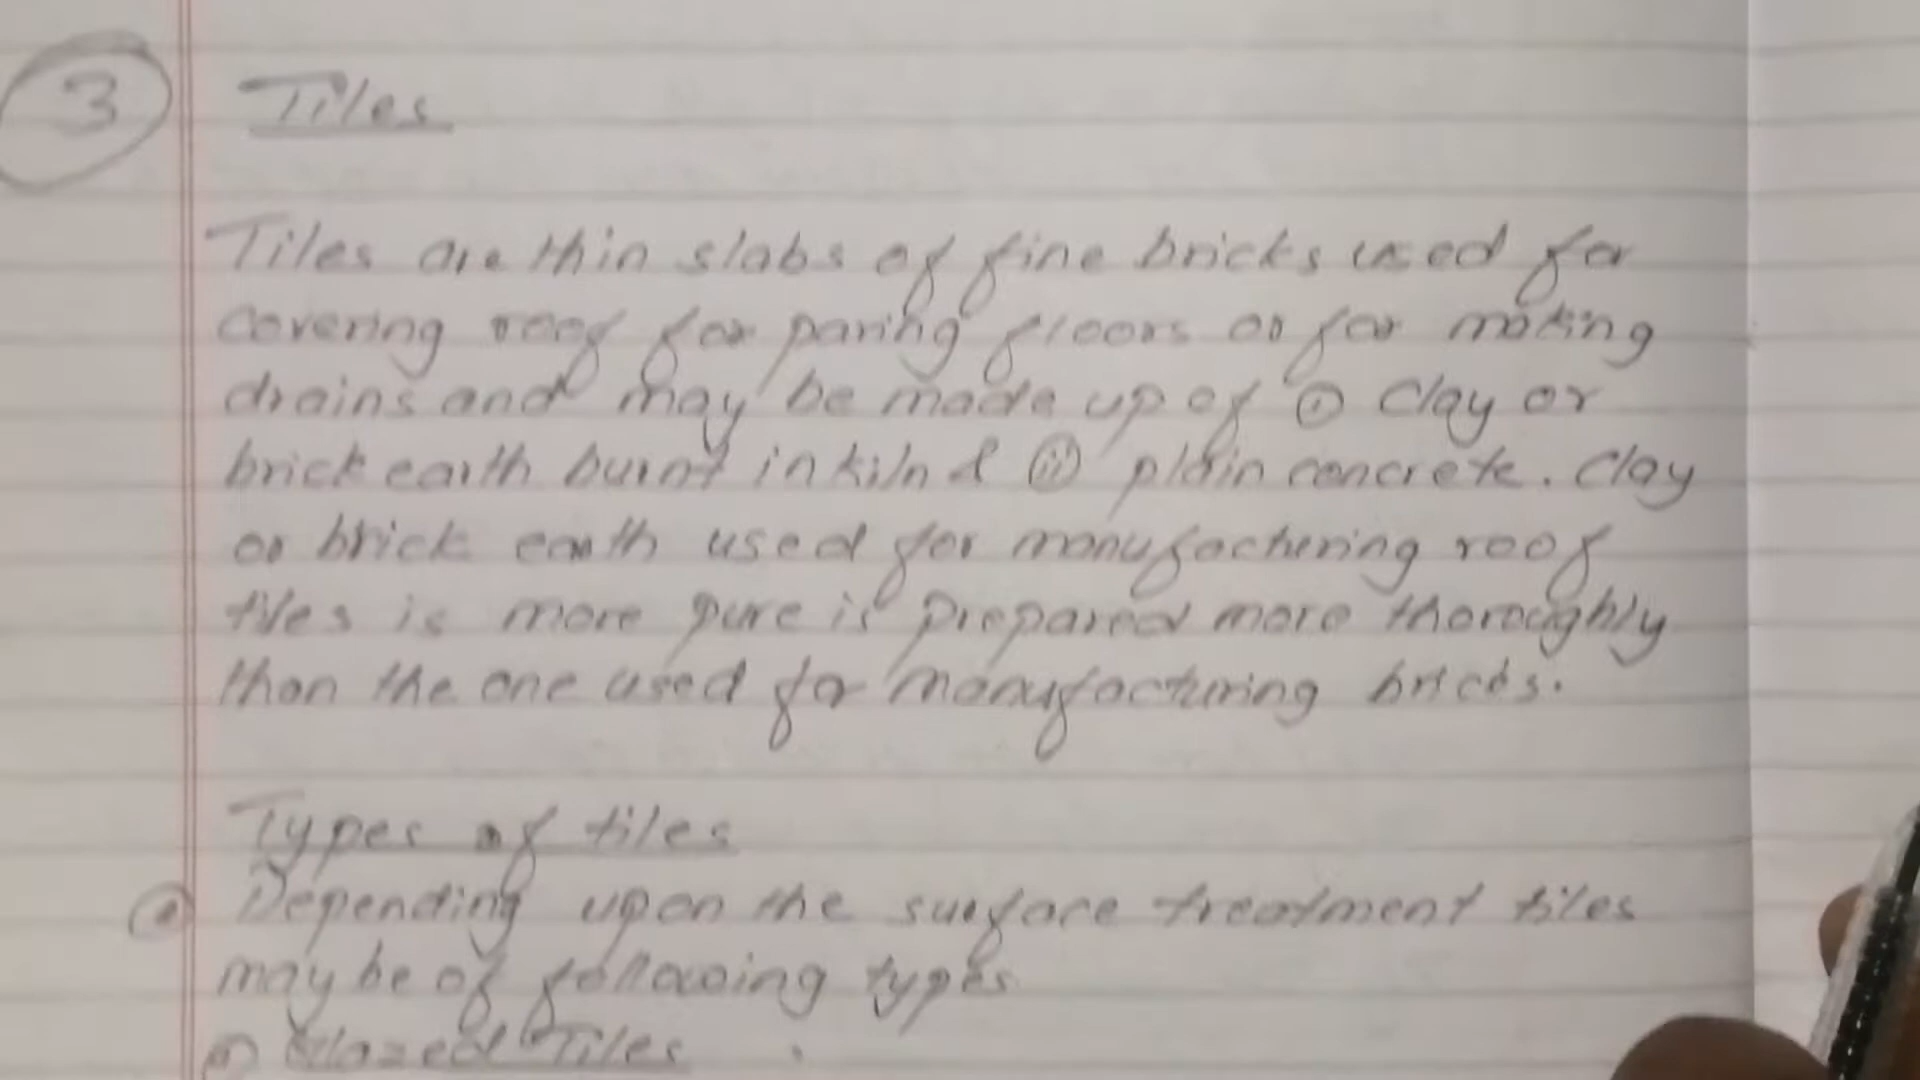 3 Tiles
Tiles are thin slabs of fine bricks used for
covering roof for paving floors or for making
drains and may be made up of (i) Clay or
brick earth burnt in kiln & (ii) plain concrete. Clay
or brick earth used for manufacturing roof
tiles is more pure is prepared more thoroughly
than the one used for manufacturing bricks.
Types of tiles
(a) Depending upon the surface treatment tiles
may be of following types
Glazed Tiles